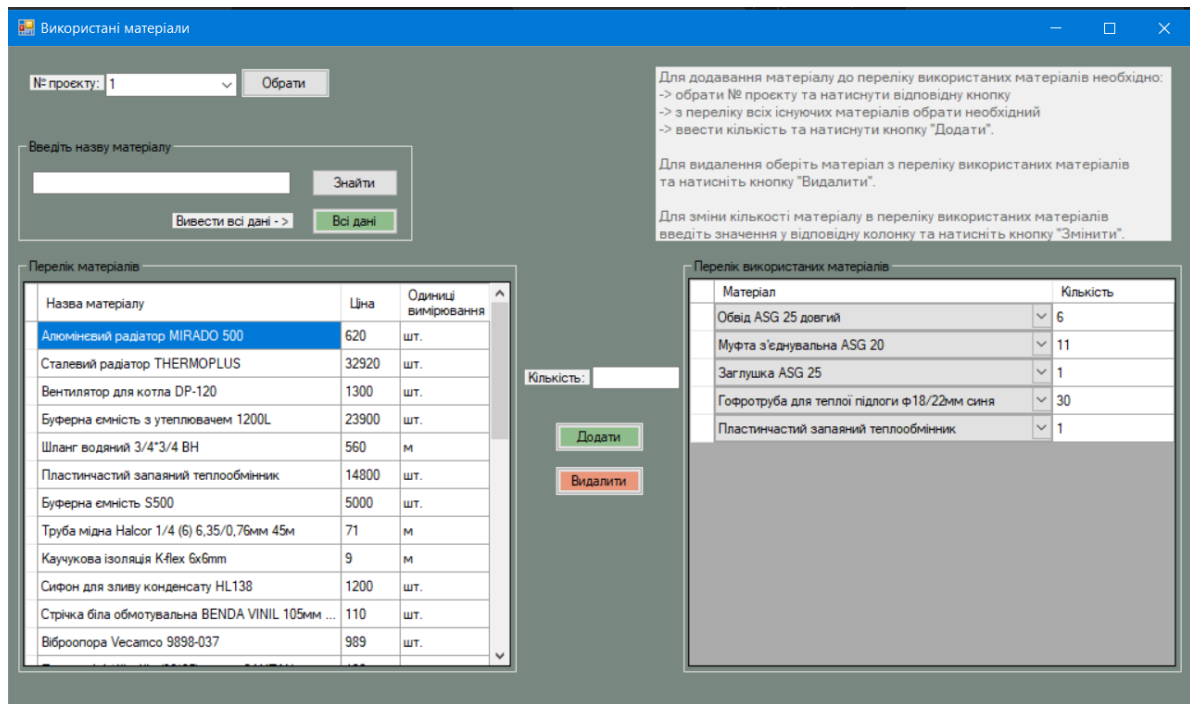 Використані матеріали
№ проєкту: 1 Обрати
Для додавання матеріалу до переліку використаних матеріалів необхідно:
-> обрати № проєкту та натиснути відповідну кнопку
-> з переліку всіх існуючих матеріалів обрати необхідний
-> ввести кількість та натиснути кнопку "Додати".
Для видалення оберіть матеріал з переліку використаних матеріалів
та натисніть кнопку "Видалити".
Для зміни кількості матеріалу в переліку використаних матеріалів
введіть значення у відповідну колонку та натисніть кнопку "Змінити".
Введіть назву матеріалу
Знайти
Вивести всі дані - > Всі дані
Перелік матеріалів
Назва матеріалу Ціна Одиниці вимірювання
Алюмінєвий радіатор MIRADO 500 620 шт.
Сталевий радіатор THERMOPLUS 32920 шт.
Вентилятор для котла DP-120 1300 шт.
Буферна ємність з утеплювачем 1200L 23900 шт.
Шланг водяний 3/4*3/4 ВН 560 м
Пластинчастий запаяний теплообмінник 14800 шт.
Буферна ємність S500 5000 шт.
Труба мідна Halcor 1/4 (6) 6,35/0,76мм 45м 71 м
Каучукова ізоляція K-flex 6x6mm 9 м
Сифон для зливу конденсату HL138 1200 шт.
Стрічка біла обмотувальна BENDA VINIL 105мм ... 110 шт.
Віброопора Vecamco 9898-037 989 шт.
Кількість:
Додати
Видалити
Перелік використаних матеріалів
Матеріал Кількість
Обвід ASG 25 довгий 6
Муфта з'єднувальна ASG 20 11
Заглушка ASG 25 1
Гофротруба для теплої підлоги ф18/22мм синя 30
Пластинчастий запаяний теплообмінник 1